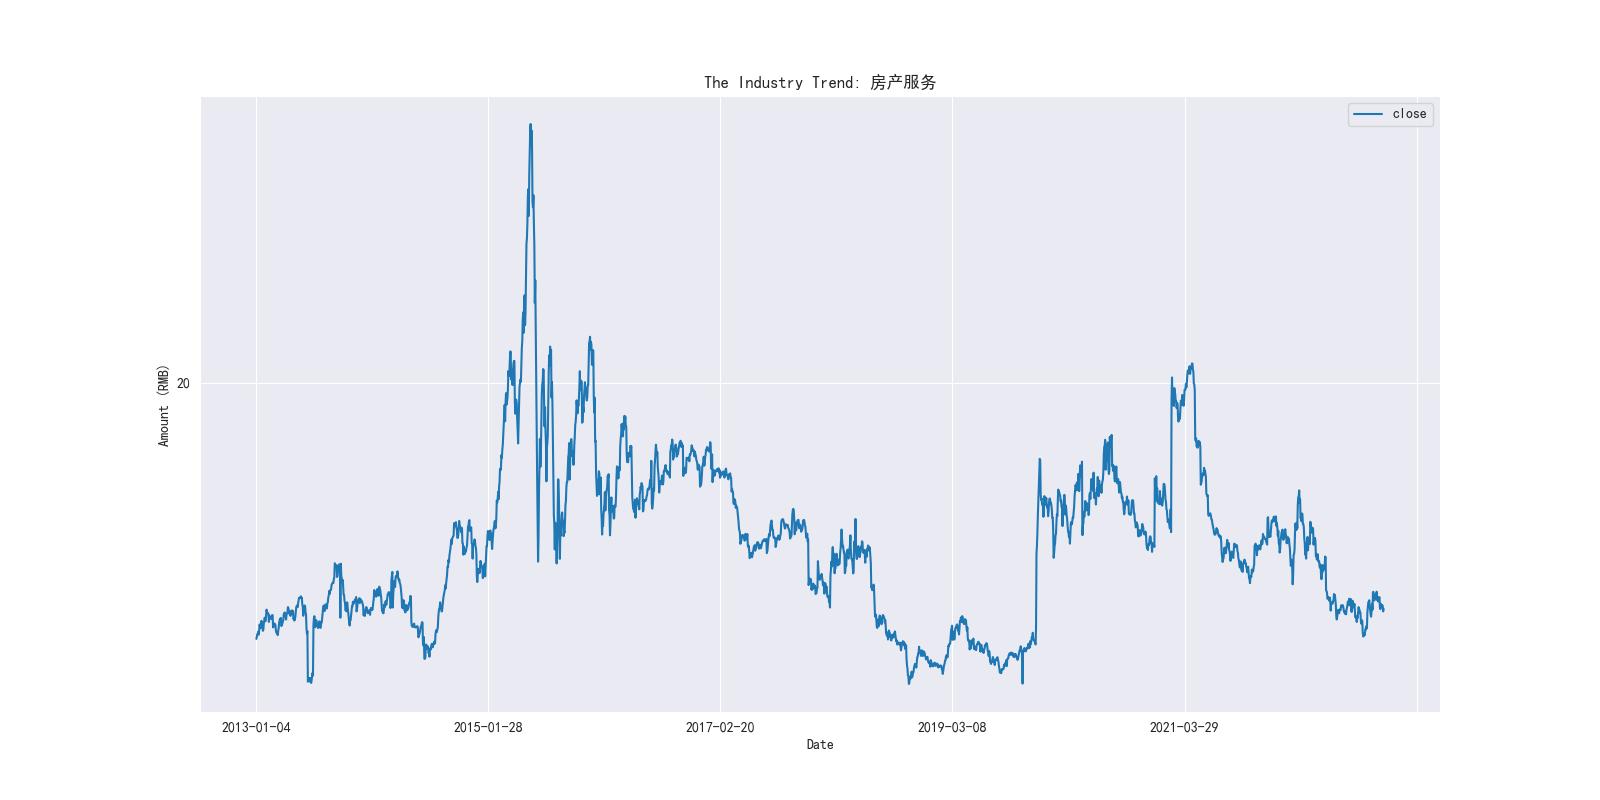 The Industry Trend: 房产服务
close
Amount (RMB)
20
2013-01-04
2015-01-28
2017-02-20
2019-03-08
2021-03-29
Date